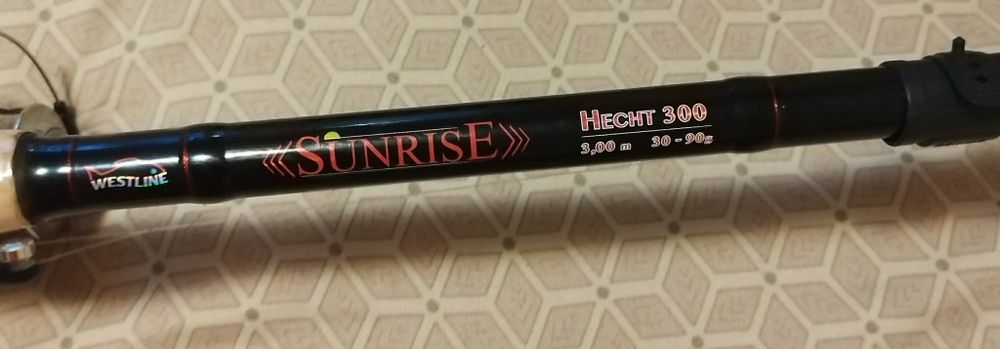 WESTLINE
SUNRISE
HECHT 300
3,00 m 30-90g